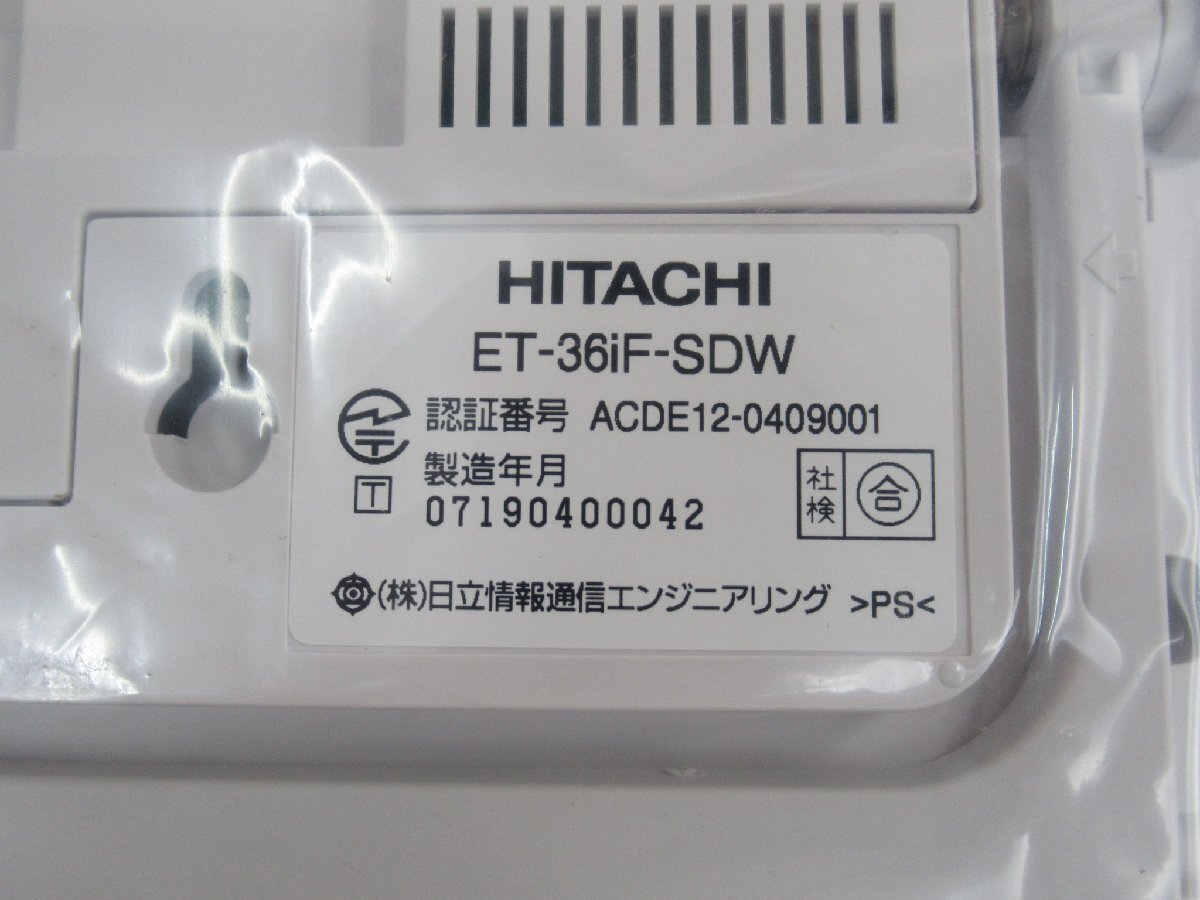 HITACHI
ET-36iF-SDW
認証番号 ACDE12-0409001
T
製造年月
07190400042
社検 合
(株)日立情報通信エンジニアリング >PS<